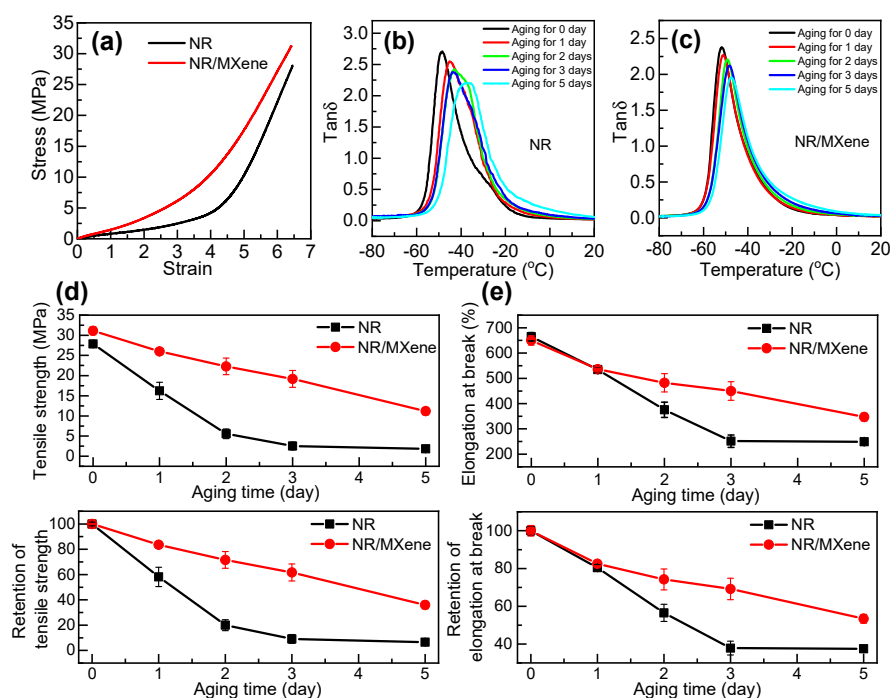 (a)
NR
NR/MXene
35
30
25
20
15
10
5
0
Stress (MPa)
0 1 2 3 4 5 6 7
Strain
(b)
Aging for 0 day
Aging for 1 day
Aging for 2 days
Aging for 3 days
Aging for 5 days
NR
3.0
2.5
2.0
1.5
1.0
0.5
0.0
Tanδ
-80 -60 -40 -20 0 20
Temperature (°C)
(c)
Aging for 0 day
Aging for 1 day
Aging for 2 days
Aging for 3 days
Aging for 5 days
NR/MXene
2.5
2.0
1.5
1.0
0.5
0.0
Tanδ
-80 -60 -40 -20 0 20
Temperature (°C)
(d)
NR
NR/MXene
35
30
25
20
15
10
5
0
Tensile strength (MPa)
0 1 2 3 4 5
Aging time (day)
(e)
NR
NR/MXene
700
600
500
400
300
200
Elongation at break (%)
0 1 2 3 4 5
Aging time (day)
NR
NR/MXene
100
80
60
40
20
0
Retention of
tensile strength
0 1 2 3 4 5
Aging time (day)
NR
NR/MXene
100
80
60
40
Retention of
elongation at break
0 1 2 3 4 5
Aging time (day)